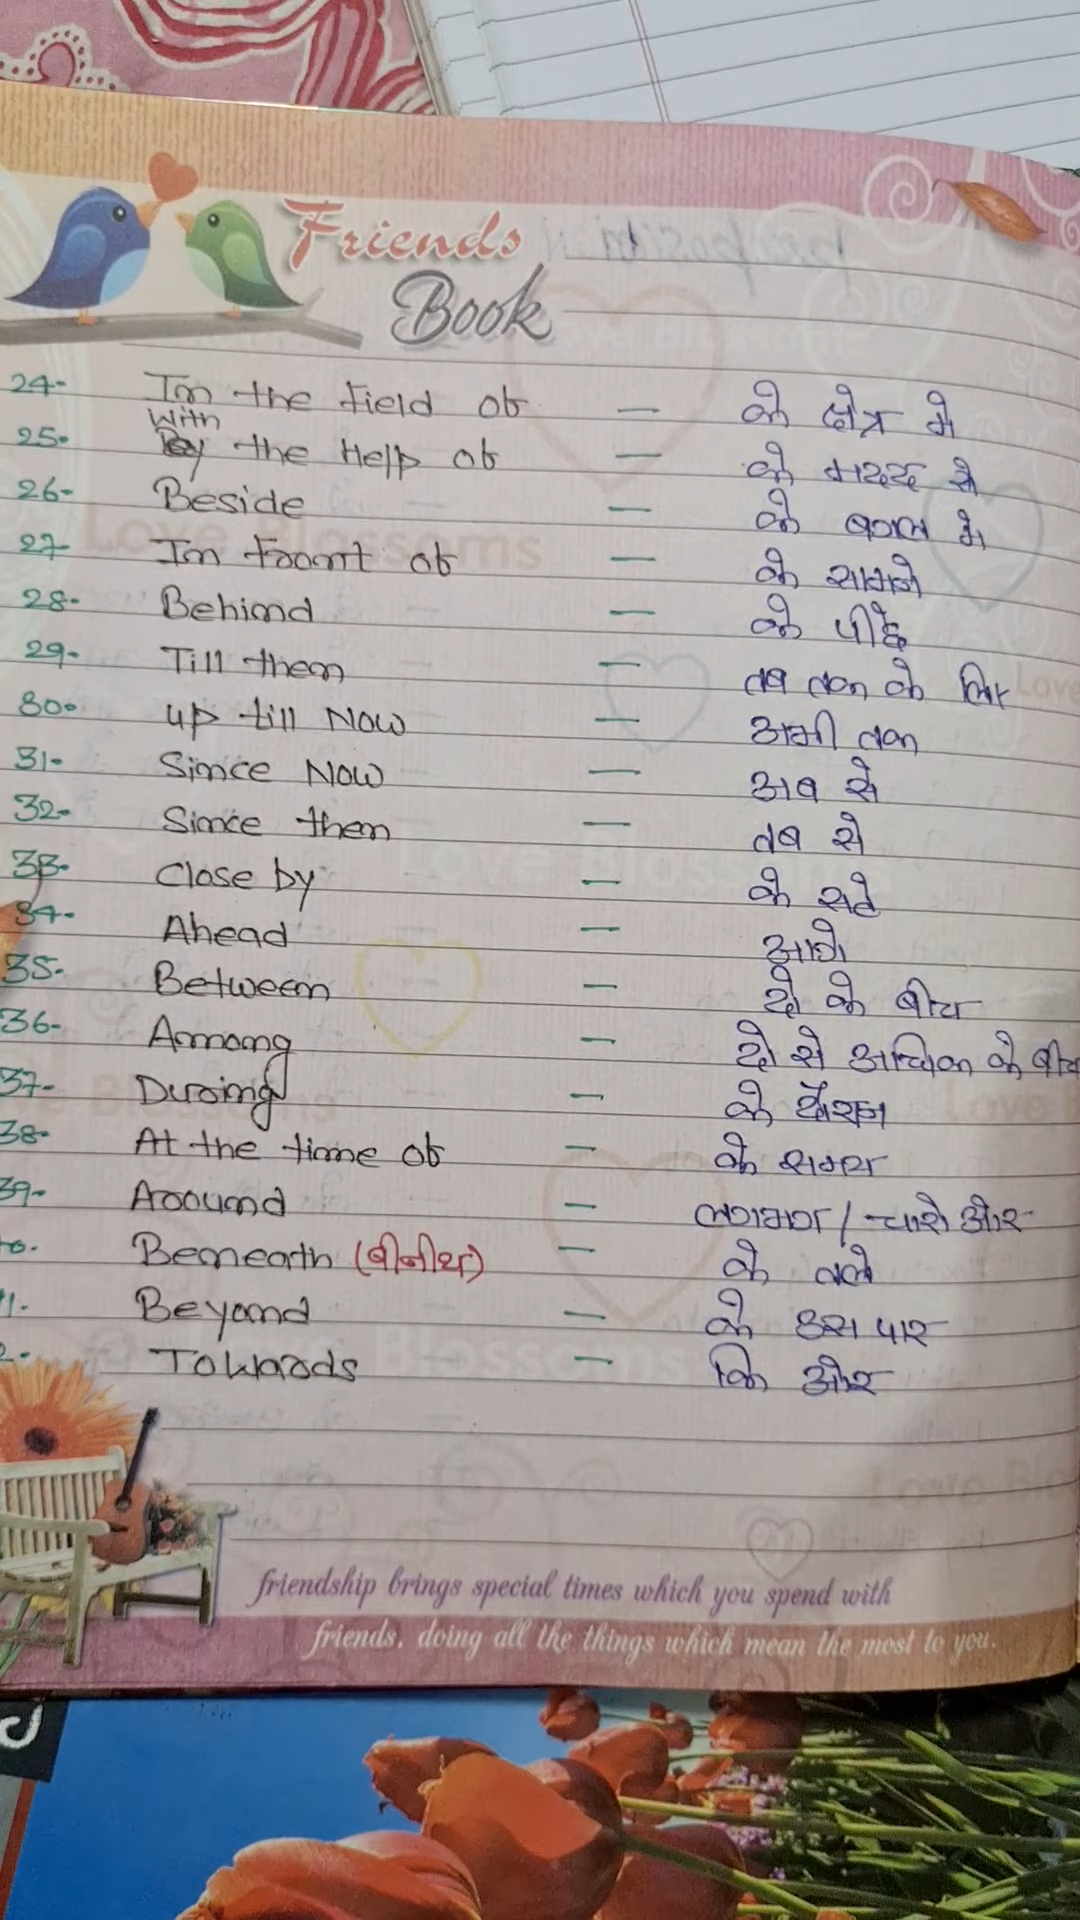 Friends
Book
24- In the field of — के क्षेत्र मे
With
25- By the Help of — के मदद से
26- Beside — के बगल मे
27- In front of — के सामने
28- Behind — के पीछे
29- Till then — तब तक के लिए
30- up till Now — अभी तक
31- Since Now — अब से
32- Since then — तब से
33- Close by — के सटे
34- Ahead — आगे
35- Between — दो के बीच
36- Among — दो से अधिक के बीच
37- During — के दौरान
38- At the time of — के समय
39- Around — लगभग / चारो ओर
0. Beneath (बीनीथ) — के तले
1. Beyond — के उस पार
2. Towards — कि ओर
friendship brings special times which you spend with
friends, doing all the things which mean the most to you.